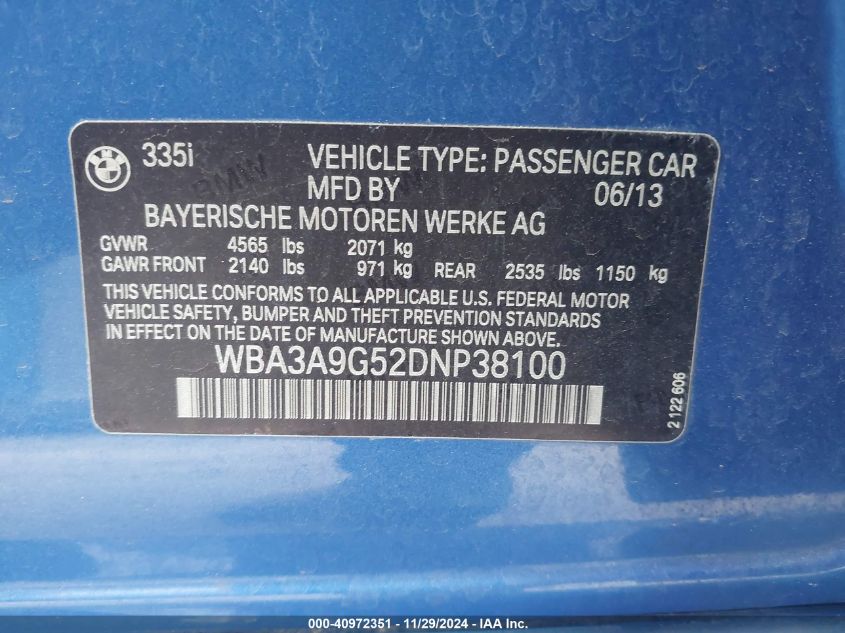 BMW 335i VEHICLE TYPE: PASSENGER CAR
MFD BY 06/13
BAYERISCHE MOTOREN WERKE AG
GVWR 4565 lbs 2071 kg
GAWR FRONT 2140 lbs 971 kg REAR 2535 lbs 1150 kg
THIS VEHICLE CONFORMS TO ALL APPLICABLE U.S. FEDERAL MOTOR
VEHICLE SAFETY, BUMPER AND THEFT PREVENTION STANDARDS
IN EFFECT ON THE DATE OF MANUFACTURE SHOWN ABOVE.
WBA3A9G52DNP38100
2 122 606
000-40972351 - 11/29/2024 - IAA Inc.